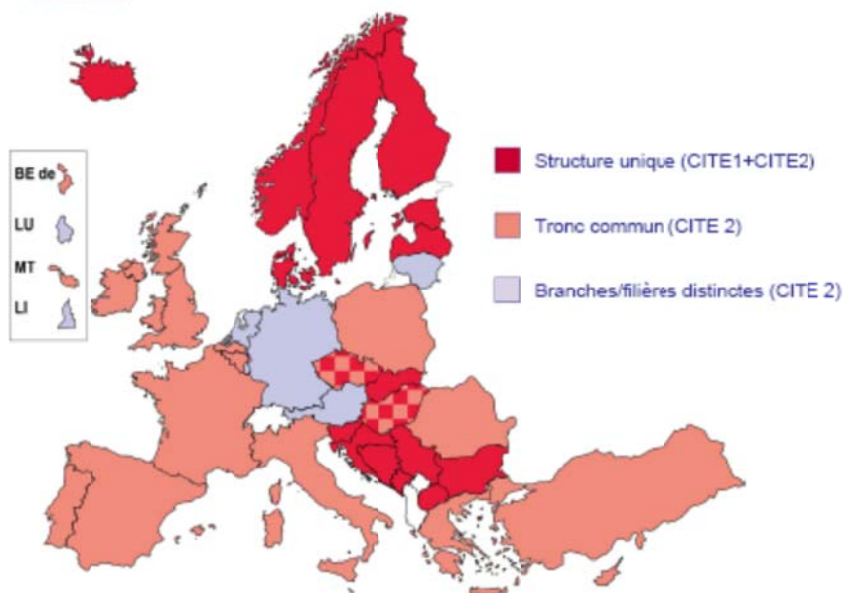 BE de
LU
MT
LI
Structure unique (CITE1+CITE2)
Tronc commun (CITE 2)
Branches/filières distinctes (CITE 2)